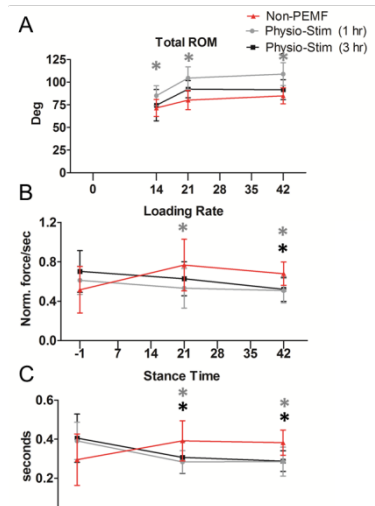 Non-PEMF
Physio-Stim (1 hr)
Physio-Stim (3 hr)
A
Total ROM
* * *
Deg
125
100
75
50
25
0
0 14 21 28 35 42
B
Loading Rate
* *
*
Norm. force/sec
1.2
0.8
0.4
0.0
-1 7 14 21 28 35 42
C
Stance Time
* *
* *
seconds
0.6
0.4
0.2